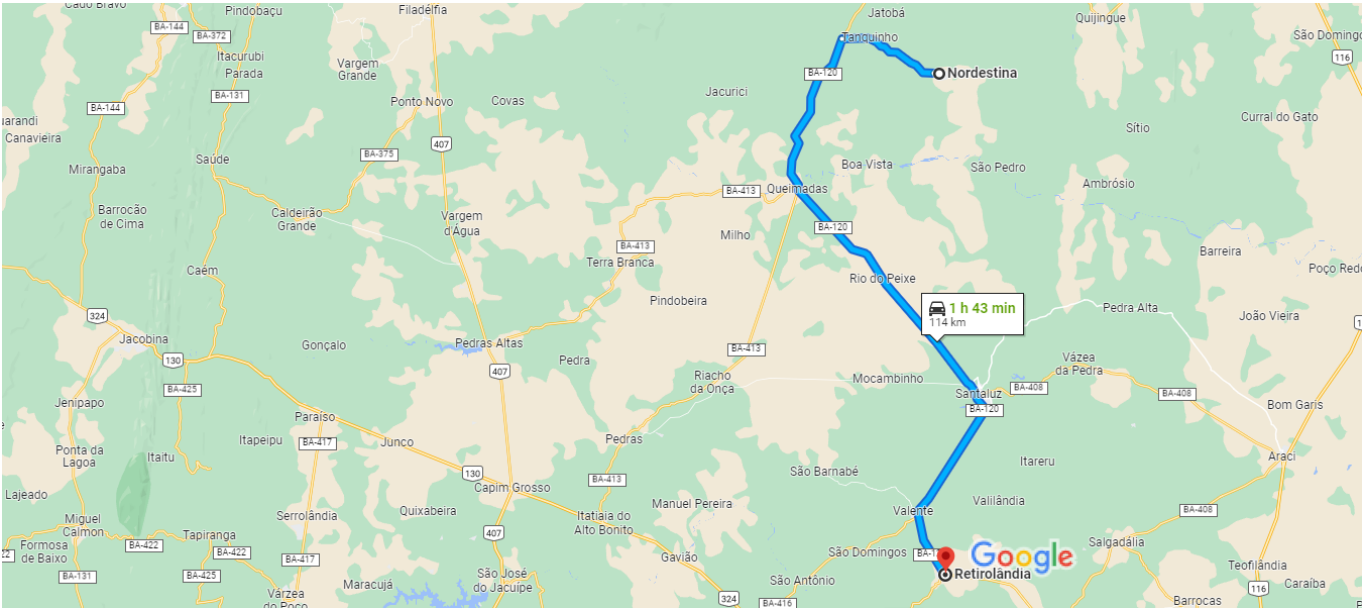 Cabo Bravo
Pindobaçu
Filadélfia
Jatobá
Quijingue
BA-144
BA-372
São Domingo
Tanquinho
Itacurubi
Parada
Vargem
Grande
116
BA-120
Nordestina
BA-131
Jacurici
Covas
Ponto Novo
BA-144
Curral do Gato
Sítio
Canavieira
407
BA-375
Saúde
Mirangaba
Boa Vista
São Pedro
Ambrósio
BA-413
Queimadas
Barrocão
de Cima
Caldeirão
Grande
Vargem
d'Água
BA-120
Milho
BA-413
Barreira
Terra Branca
Caém
Poço Rede
Rio do Peixe
Pindobeira
1 h 43 min
114 km
Pedra Alta
João Vieira
324
Jacobina
Gonçalo
Pedras Altas
BA-413
130
Pedra
Vázea
da Pedra
407
Riacho
da Onça
Mocambinho
BA-425
Santaluz
BA-408
BA-408
Jenipapo
BA-120
Bom Garis
Paraíso
Itapeipu
BA-417
Junco
Pedras
Ponta da
Lagoa
Itaitu
Araci
Itareru
130
São Barnabé
BA-413
Capim Grosso
Lajeado
Manuel Pereira
Valilândia
Quixabeira
Serrolândia
Itatiaia do
Alto Bonito
Valente
BA-408
Miguel
Calmon
Tapiranga
407
Formosa
de Baixo
BA-422
BA-422
Salgadália
São Domingos
Gavião
BA-417
Google
Teofilândia
BA-131
BA-425
Maracujá
São José
do Jacuipe
São Antônio
Retirolândia
Caraíba
116
Várzea
do Poço
324
BA-416
Barrocas